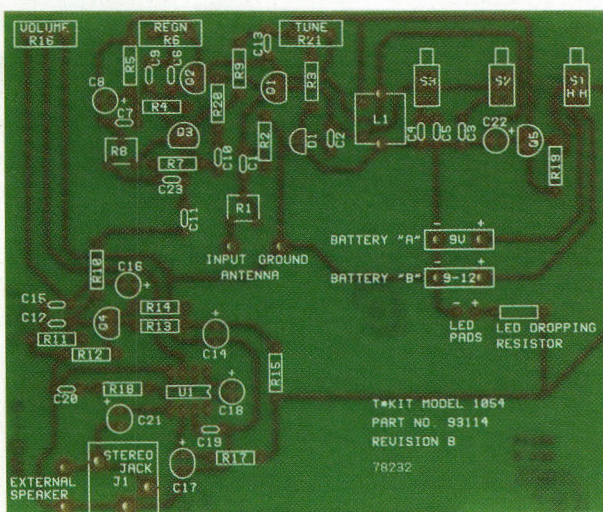 VOLUME
R16
REGN
R6
TUNE
R21
C13
R5
C9
C6
Q2
R9
Q1
R3
S3
S2
S1
C8
R4
R20
L1
C7
Q3
R2
D1
C2
C4
C5
C3
C22
Q5
R8
R7
C10
C1
R19
C23
R1
C11
BATTERY "A"
- +
9V
INPUT GROUND
ANTENNA
R10
C16
+
BATTERY "B"
- +
9-12
C15
R14
C12
Q4
R13
- +
LED
PADS
LED DROPPING
RESISTOR
R11
C14
R12
R15
R18
U1
C20
C18
C21
T*KIT MODEL 1054
PART NO. 93114
REVISION B
78232
C19
STEREO
JACK
J1
R17
C17
EXTERNAL
SPEAKER